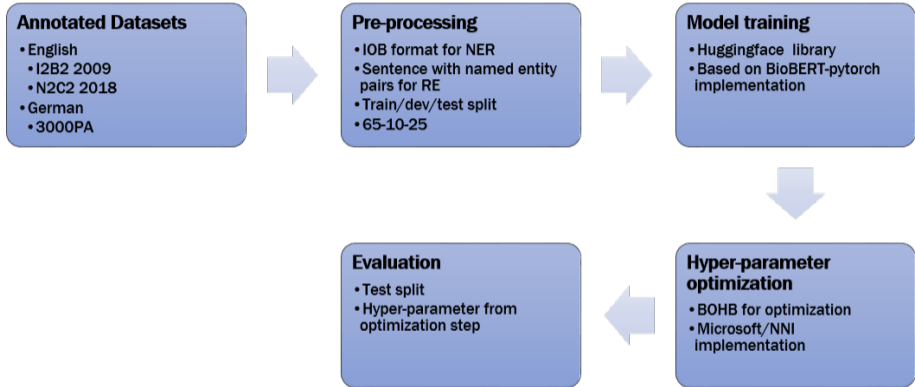 Annotated Datasets
• English
• I2B2 2009
• N2C2 2018
• German
• 3000PA
Pre-processing
• IOB format for NER
• Sentence with named entity
pairs for RE
• Train/dev/test split
• 65-10-25
Model training
• Huggingface library
• Based on BioBERT-pytorch
implementation
Hyper-parameter
optimization
• BOHB for optimization
• Microsoft/NNI
implementation
Evaluation
• Test split
• Hyper-parameter from
optimization step